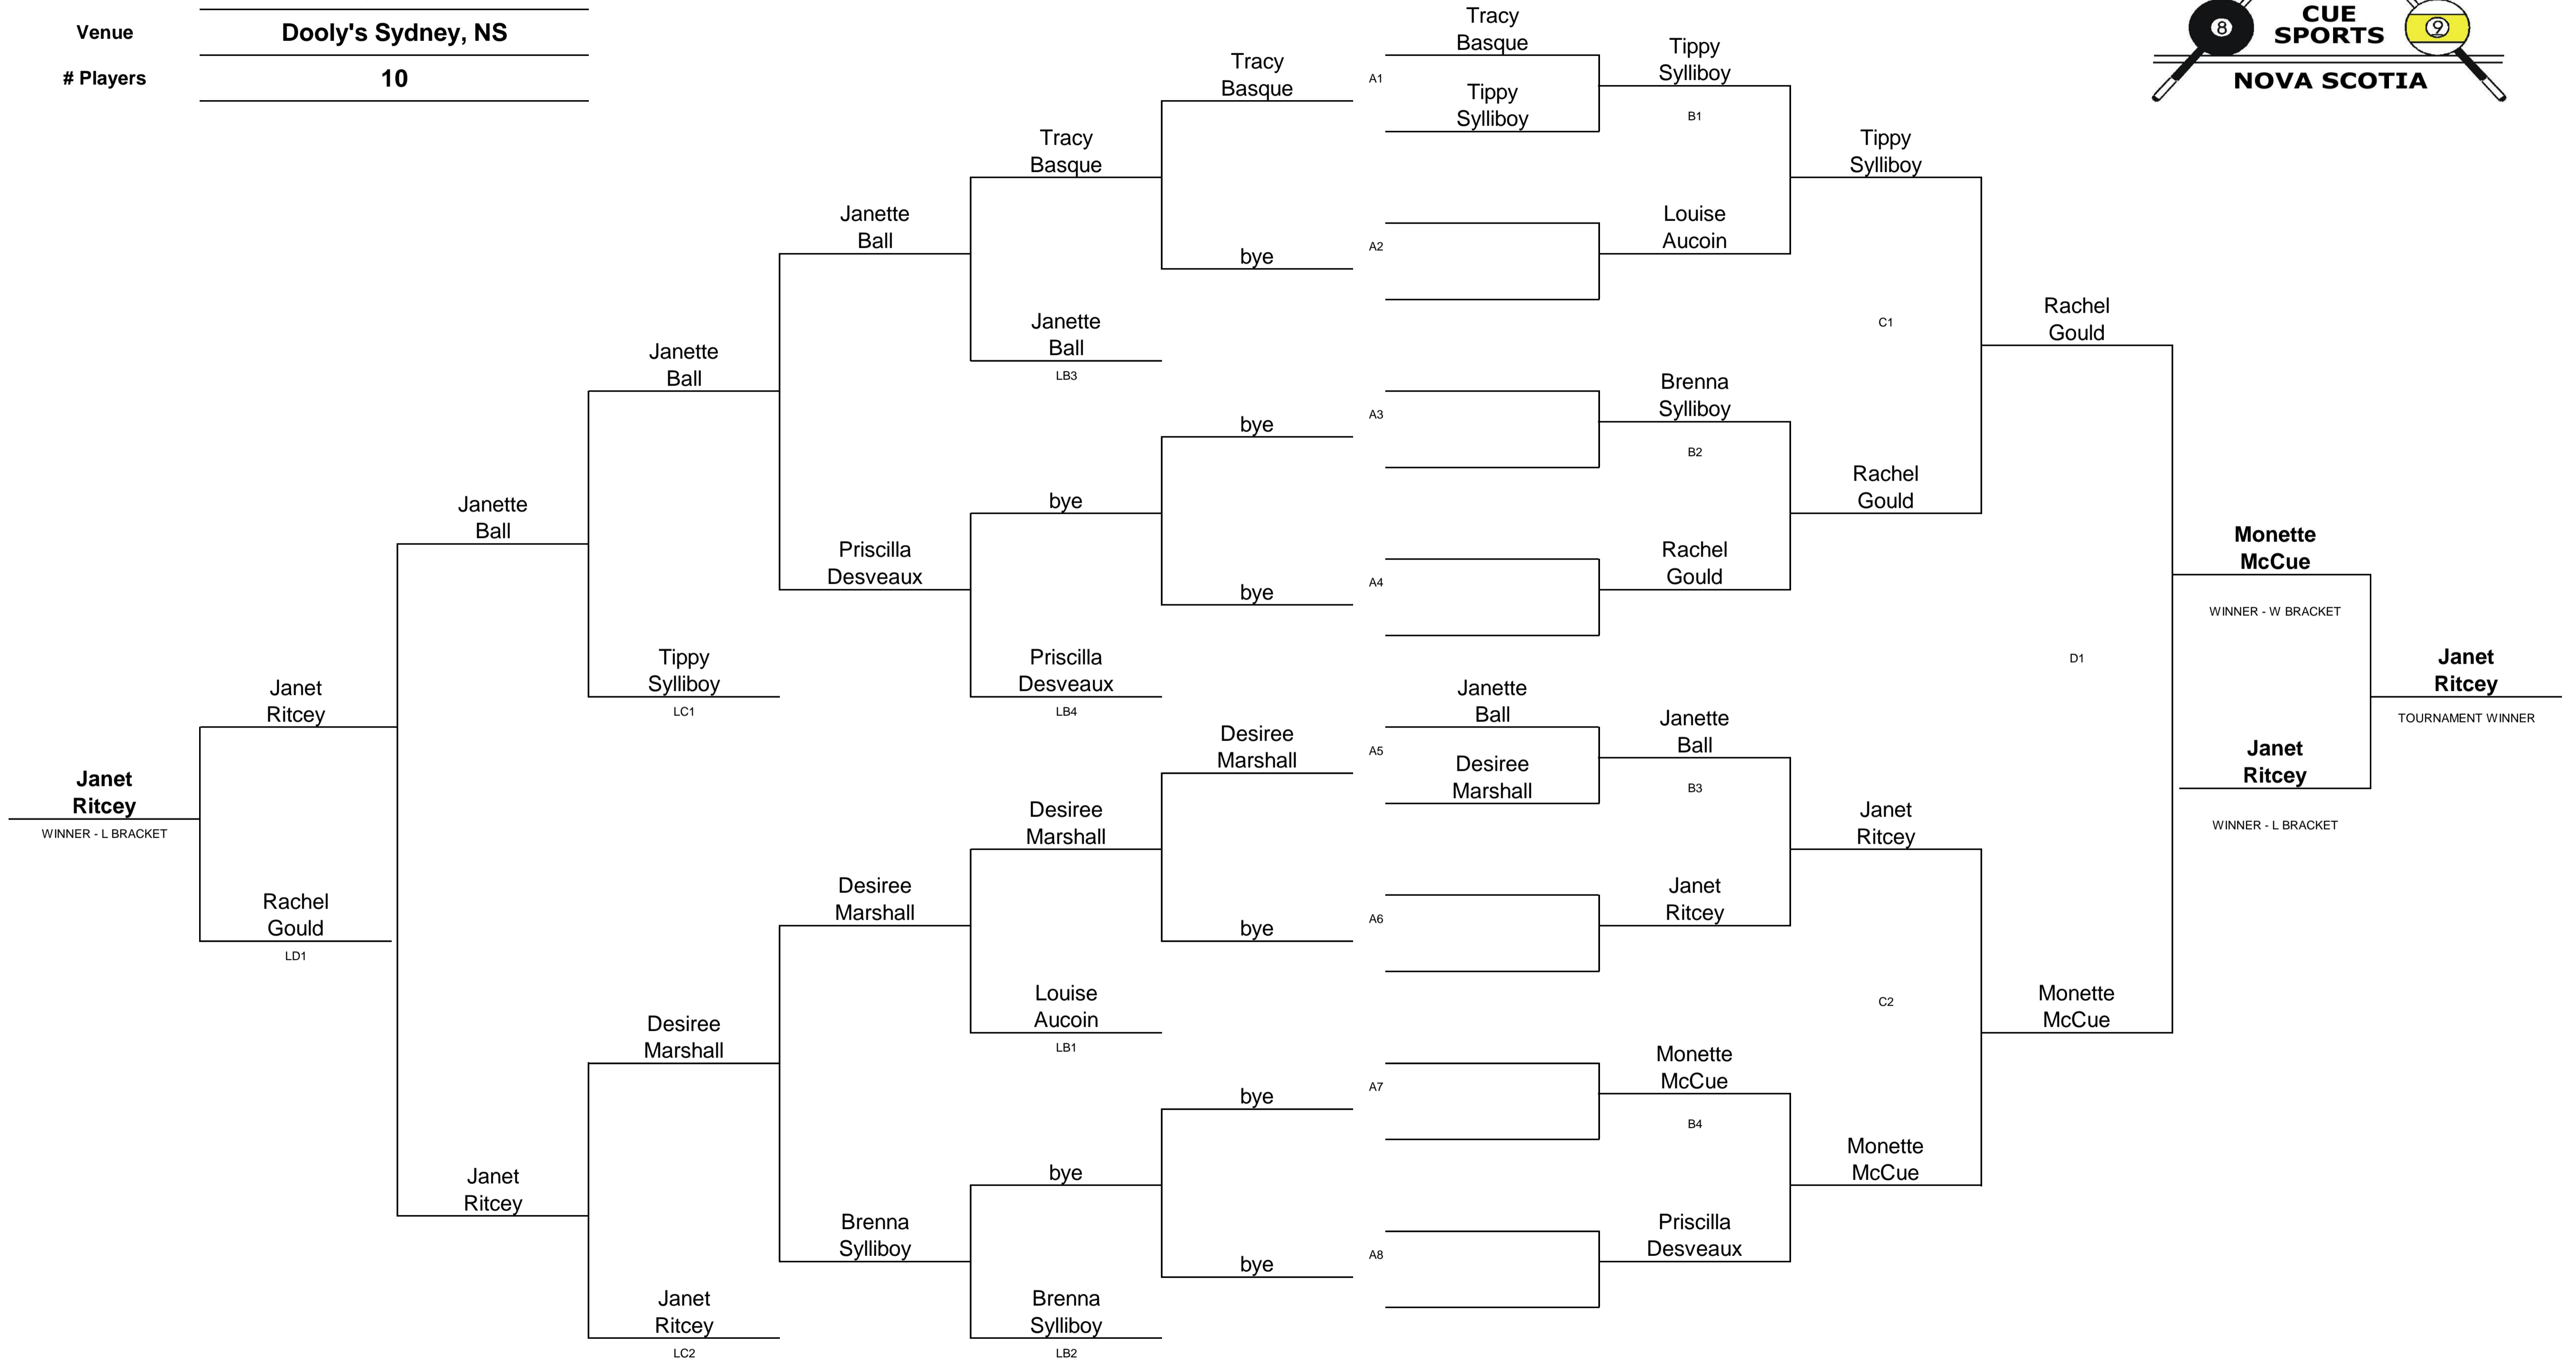 Venue
Dooly's Sydney, NS
# Players
10
8
CUE
SPORTS
9
NOVA SCOTIA
Janet
Ritcey
WINNER - L BRACKET
Janet
Ritcey
Rachel
Gould
LD1
Janette
Ball
Janet
Ritcey
Janette
Ball
Tippy
Sylliboy
LC1
Desiree
Marshall
Janet
Ritcey
LC2
Janette
Ball
Priscilla
Desveaux
Desiree
Marshall
Brenna
Sylliboy
Tracy
Basque
Janette
Ball
LB3
bye
Priscilla
Desveaux
LB4
Desiree
Marshall
Louise
Aucoin
LB1
bye
Brenna
Sylliboy
LB2
Tracy
Basque
bye
bye
bye
Desiree
Marshall
bye
bye
bye
A1
A2
A3
A4
A5
A6
A7
A8
Tracy
Basque
Tippy
Sylliboy
Janette
Ball
Desiree
Marshall
Tippy
Sylliboy
B1
Louise
Aucoin
Brenna
Sylliboy
B2
Rachel
Gould
Janette
Ball
B3
Janet
Ritcey
Monette
McCue
B4
Priscilla
Desveaux
Tippy
Sylliboy
C1
Rachel
Gould
Janet
Ritcey
C2
Monette
McCue
Rachel
Gould
D1
Monette
McCue
Monette
McCue
WINNER - W BRACKET
Janet
Ritcey
WINNER - L BRACKET
Janet
Ritcey
TOURNAMENT WINNER